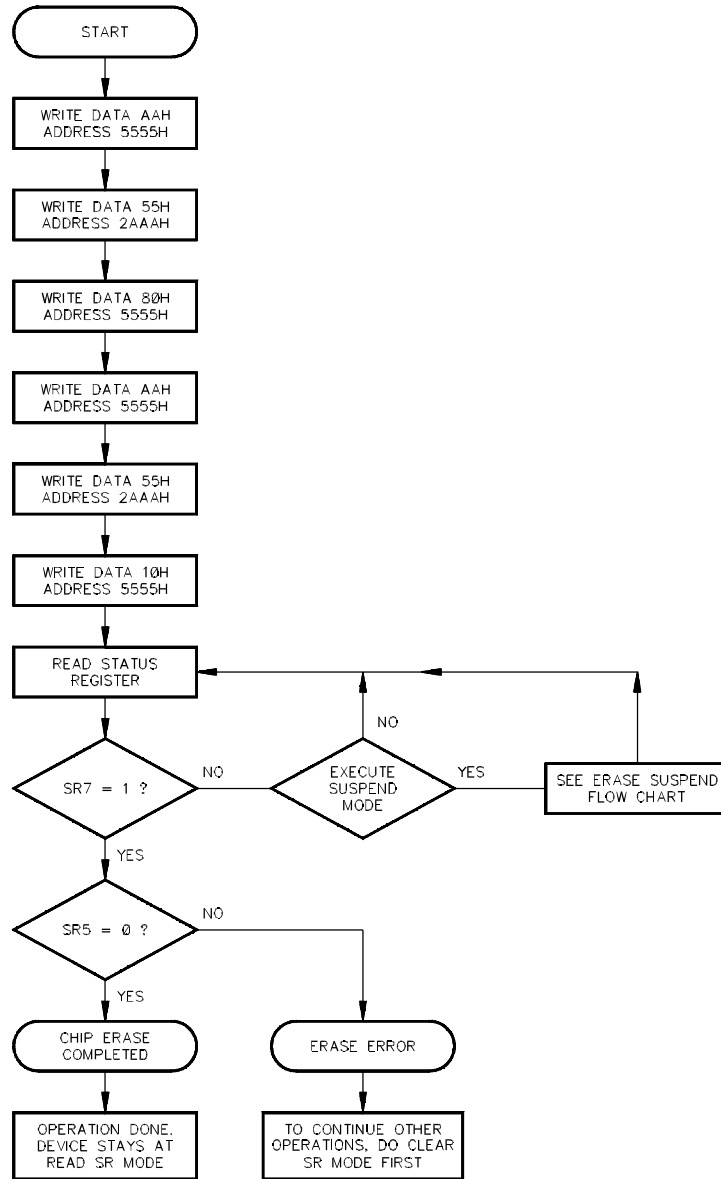 START
WRITE DATA AAH
ADDRESS 5555H
WRITE DATA 55H
ADDRESS 2AAAH
WRITE DATA 80H
ADDRESS 5555H
WRITE DATA AAH
ADDRESS 5555H
WRITE DATA 55H
ADDRESS 2AAAH
WRITE DATA 10H
ADDRESS 5555H
READ STATUS
REGISTER
NO
SR7 = 1 ?
NO
EXECUTE
SUSPEND
MODE
YES
SEE ERASE SUSPEND
FLOW CHART
YES
SR5 = 0 ?
NO
YES
CHIP ERASE
COMPLETED
ERASE ERROR
OPERATION DONE.
DEVICE STAYS AT
READ SR MODE
TO CONTINUE OTHER
OPERATIONS, DO CLEAR
SR MODE FIRST